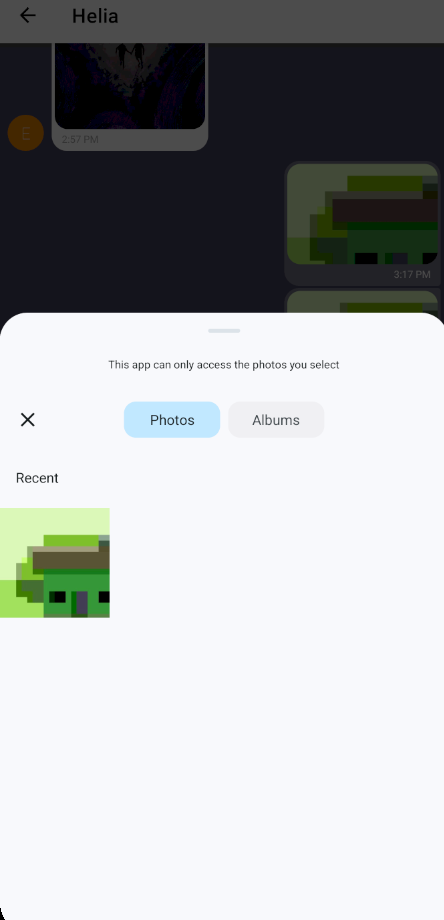 Helia
E
2:57 PM
3:17 PM
This app can only access the photos you select
Photos
Albums
Recent